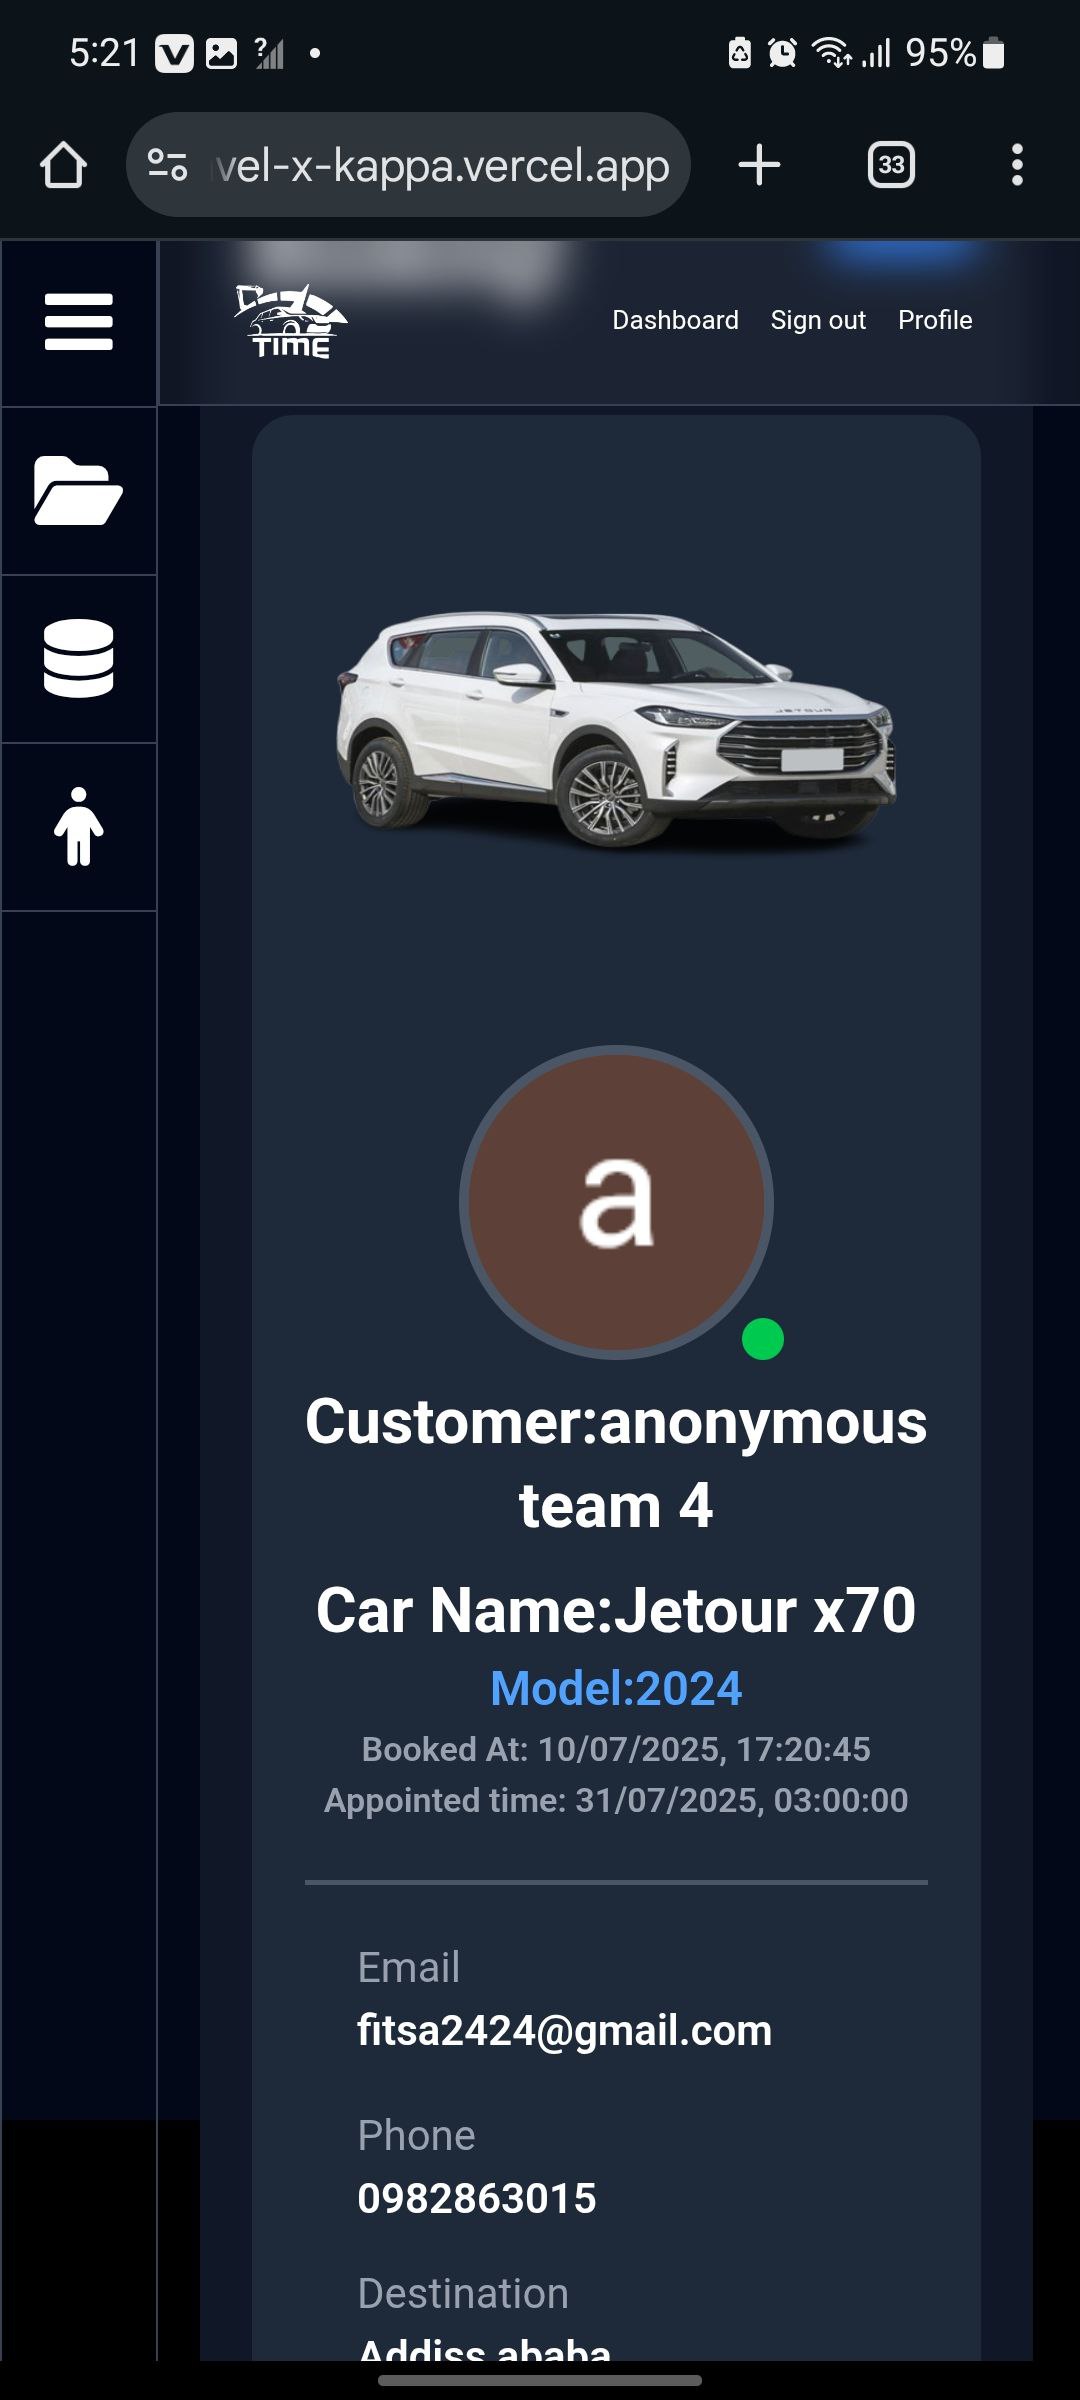 5:21
95%
vel-x-kappa.vercel.app
33
TIME
Dashboard Sign out Profile
JETOUR
a
Customer:anonymous
team 4
Car Name:Jetour x70
Model:2024
Booked At: 10/07/2025, 17:20:45
Appointed time: 31/07/2025, 03:00:00
Email
fitsa2424@gmail.com
Phone
0982863015
Destination
Addiss ababa